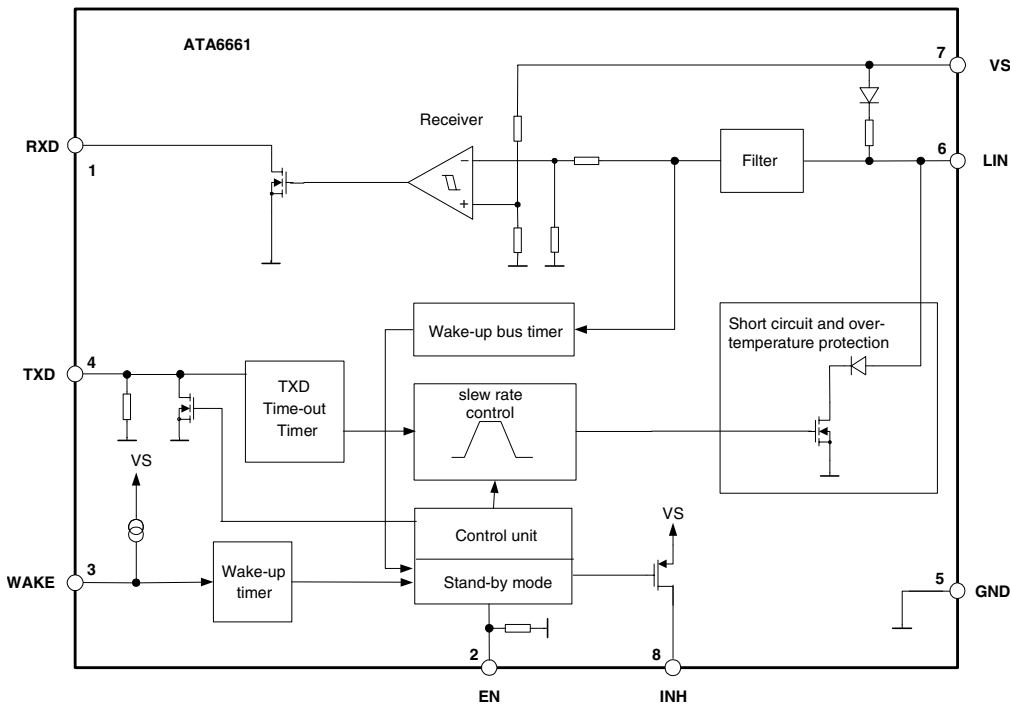 ATA6661
7
VS
Receiver
RXD
1
-
+
Filter
6
LIN
Wake-up bus timer
Short circuit and over-
temperature protection
4
TXD
TXD
Time-out
Timer
slew rate
control
VS
VS
Control unit
WAKE
3
Wake-up
timer
Stand-by mode
5
GND
2
EN
8
INH